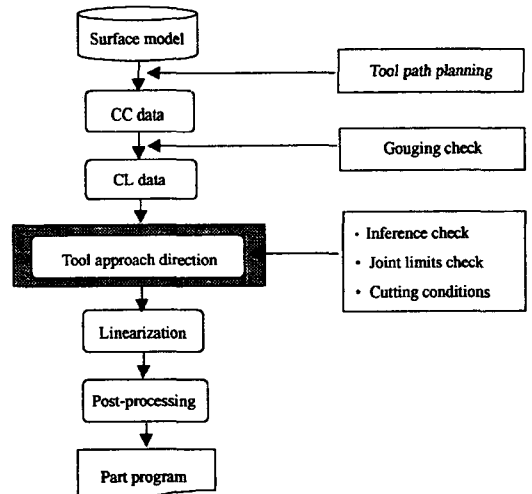 Surface model
Tool path planning
CC data
Gouging check
CL data
Tool approach direction
• Inference check
• Joint limits check
• Cutting conditions
Linearization
Post-processing
Part program